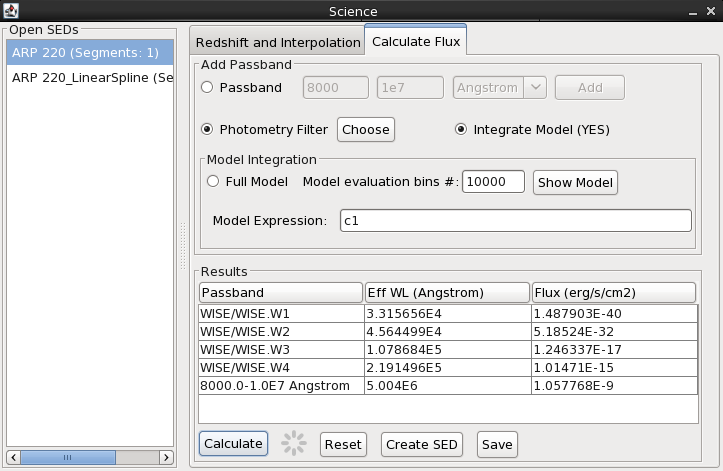 Science
Open SEDs
ARP 220 (Segments: 1)
ARP 220_LinearSpline (Se
Redshift and Interpolation
Calculate Flux
Add Passband
Passband 8000 1e7 Angstrom Add
Photometry Filter Choose Integrate Model (YES)
Model Integration
Full Model Model evaluation bins #: 10000 Show Model
Model Expression: c1
Results
Passband Eff WL (Angstrom) Flux (erg/s/cm2)
WISE/WISE.W1 3.315656E4 1.487903E-40
WISE/WISE.W2 4.564499E4 5.18524E-32
WISE/WISE.W3 1.078684E5 1.246337E-17
WISE/WISE.W4 2.191496E5 1.01471E-15
8000.0-1.0E7 Angstrom 5.004E6 1.057768E-9
Calculate Reset Create SED Save